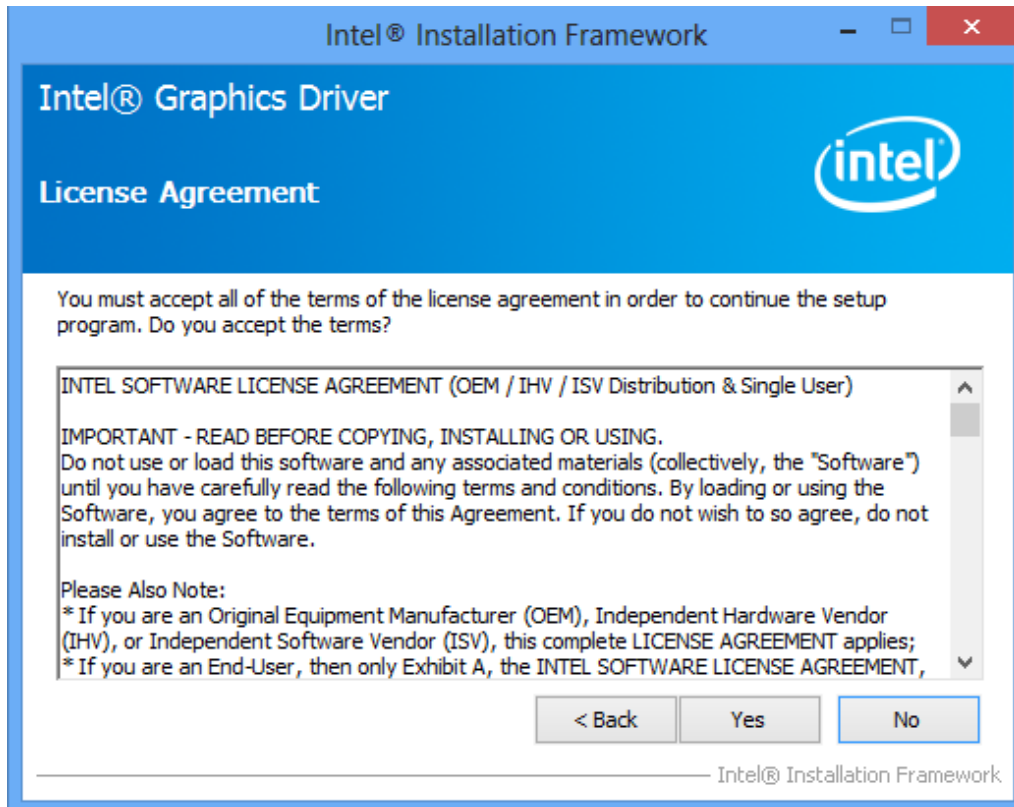 Intel® Installation Framework
Intel® Graphics Driver
intel
License Agreement
You must accept all of the terms of the license agreement in order to continue the setup
program. Do you accept the terms?
INTEL SOFTWARE LICENSE AGREEMENT (OEM / IHV / ISV Distribution & Single User)
IMPORTANT - READ BEFORE COPYING, INSTALLING OR USING.
Do not use or load this software and any associated materials (collectively, the "Software")
until you have carefully read the following terms and conditions. By loading or using the
Software, you agree to the terms of this Agreement. If you do not wish to so agree, do not
install or use the Software.
Please Also Note:
* If you are an Original Equipment Manufacturer (OEM), Independent Hardware Vendor
(IHV), or Independent Software Vendor (ISV), this complete LICENSE AGREEMENT applies;
* If you are an End-User, then only Exhibit A, the INTEL SOFTWARE LICENSE AGREEMENT,
< Back Yes No
Intel® Installation Framework